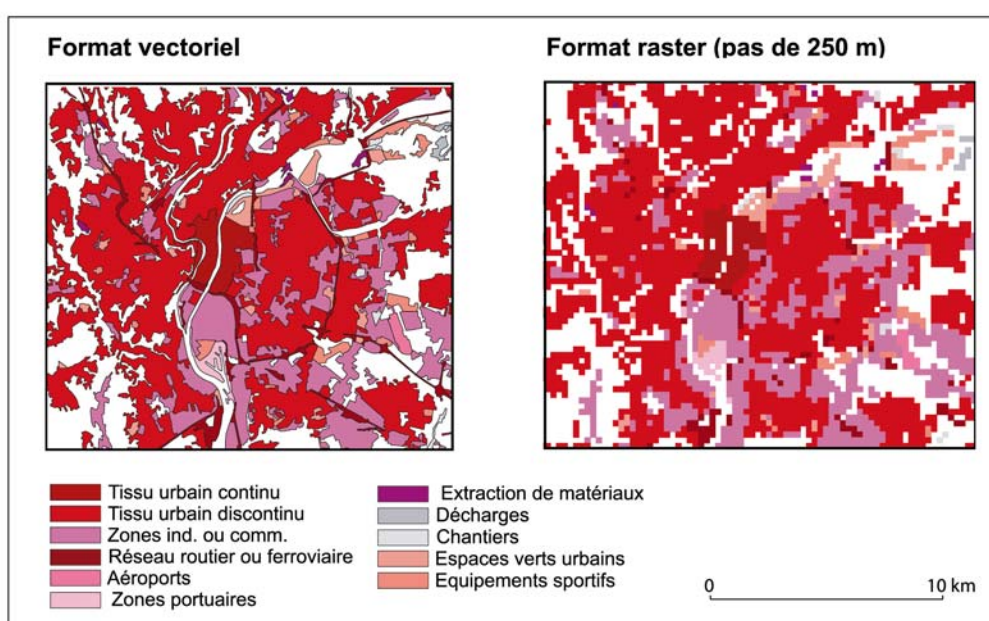 Format vectoriel
Format raster (pas de 250 m)
Tissu urbain continu
Tissu urbain discontinu
Zones ind. ou comm.
Réseau routier ou ferroviaire
Aéroports
Zones portuaires
Extraction de matériaux
Décharges
Chantiers
Espaces verts urbains
Equipements sportifs
0 10 km